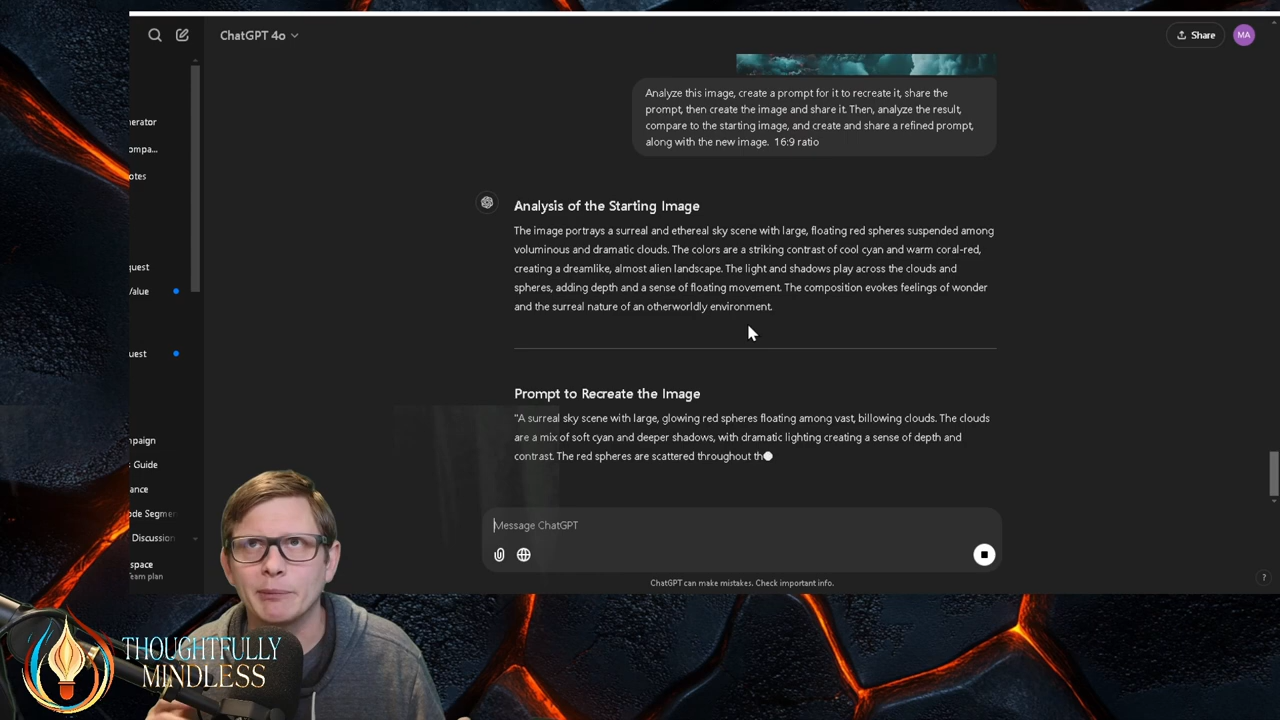 ChatGPT 4o
Share
MA
Analyze this image, create a prompt for it to recreate it, share the
prompt, then create the image and share it. Then, analyze the result,
compare to the starting image, and create and share a refined prompt,
along with the new image.  16:9 ratio
nerator
ompa...
otes
quest
Value
uest
paign
s Guide
ance
ode Segmen
Discussion
space
eam plan
Analysis of the Starting Image
The image portrays a surreal and ethereal sky scene with large, floating red spheres suspended among
voluminous and dramatic clouds. The colors are a striking contrast of cool cyan and warm coral-red,
creating a dreamlike, almost alien landscape. The light and shadows play across the clouds and
spheres, adding depth and a sense of floating movement. The composition evokes feelings of wonder
and the surreal nature of an otherworldly environment.
Prompt to Recreate the Image
"A surreal sky scene with large, glowing red spheres floating among vast, billowing clouds. The clouds
are a mix of soft cyan and deeper shadows, with dramatic lighting creating a sense of depth and
contrast. The red spheres are scattered throughout th
Message ChatGPT
ChatGPT can make mistakes. Check important info.
?
THOUGHTFULLY
MINDLESS